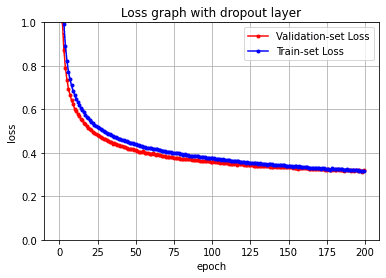 Loss graph with dropout layer
Validation-set Loss
Train-set Loss
loss
1.0
0.8
0.6
0.4
0.2
0.0
0 25 50 75 100 125 150 175 200
epoch